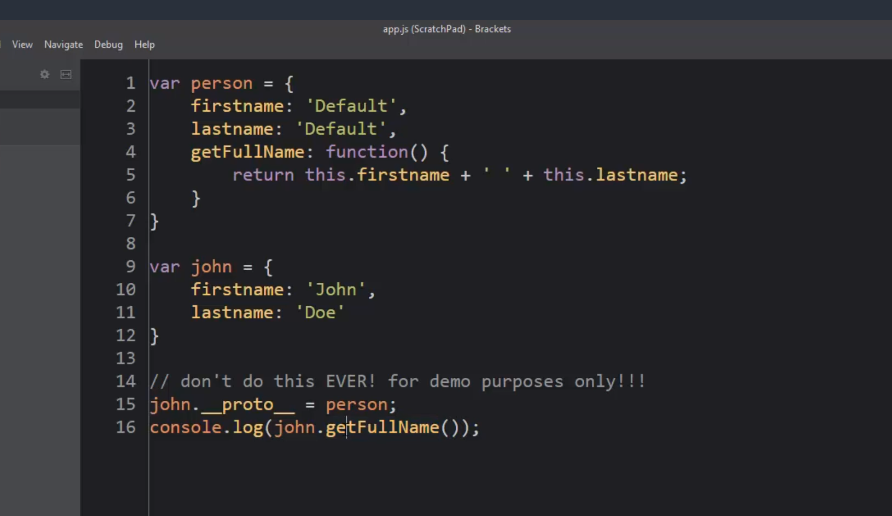 app.js (ScratchPad) - Brackets
View Navigate Debug Help
1 var person = {
2     firstname: 'Default',
3     lastname: 'Default',
4     getFullName: function() {
5         return this.firstname + ' ' + this.lastname;
6     }
7 }
8
9 var john = {
10     firstname: 'John',
11     lastname: 'Doe'
12 }
13
14 // don't do this EVER! for demo purposes only!!!
15 john.__proto__ = person;
16 console.log(john.getFullName());